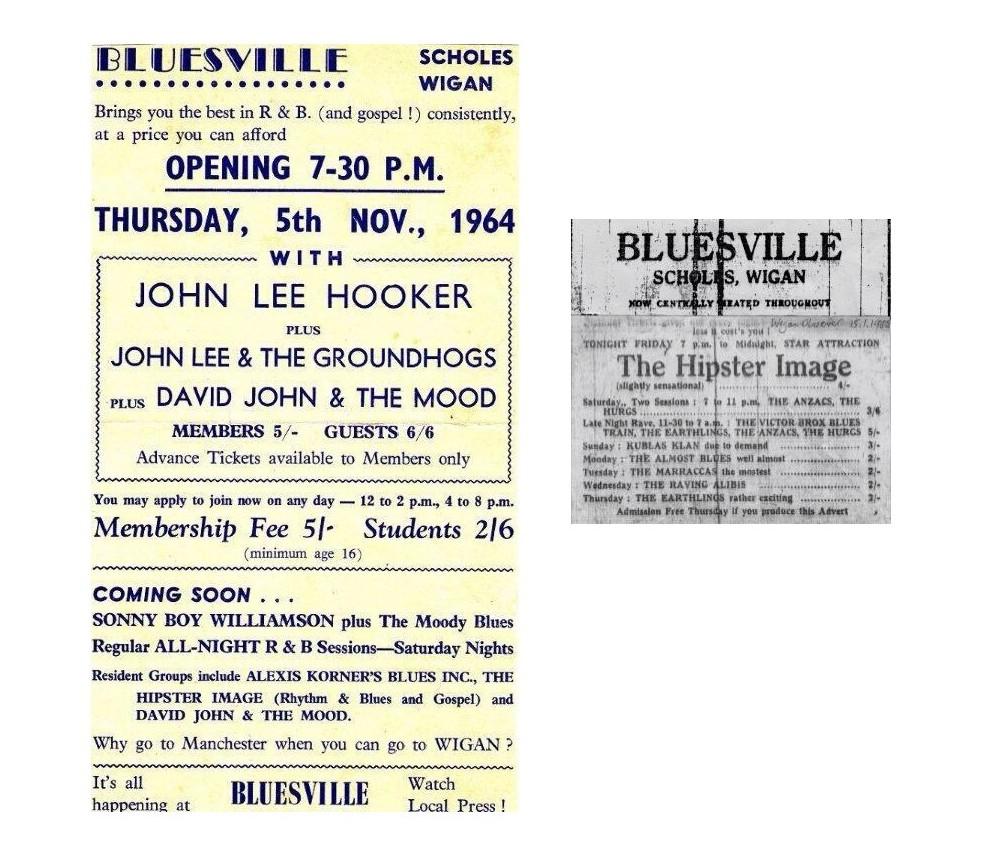 BLUESVILLE
SCHOLES
WIGAN
Brings you the best in R & B. (and gospel !) consistently,
at a price you can afford
OPENING 7-30 P.M.
THURSDAY, 5th NOV., 1964
WITH
JOHN LEE HOOKER
PLUS
JOHN LEE & THE GROUNDHOGS
PLUS DAVID JOHN & THE MOOD
MEMBERS 5/- GUESTS 6/6
Advance Tickets available to Members only
You may apply to join now on any day — 12 to 2 p.m., 4 to 8 p.m.
Membership Fee 5/- Students 2/6
(minimum age 16)
COMING SOON . . .
SONNY BOY WILLIAMSON plus The Moody Blues
Regular ALL-NIGHT R & B Sessions—Saturday Nights
Resident Groups include ALEXIS KORNER'S BLUES INC., THE
HIPSTER IMAGE (Rhythm & Blues and Gospel) and
DAVID JOHN & THE MOOD.
Why go to Manchester when you can go to WIGAN ?
It's all
happening at
BLUESVILLE
Watch
Local Press !
BLUESVILLE
SCHOLES, WIGAN
NOW CENTRALLY HEATED THROUGHOUT
Wigan Observer 15.1.
less it cost's you !
TONIGHT FRIDAY 7 p.m. to Midnight, STAR ATTRACTION
The Hipster Image
(slightly sensational) 4/-
Saturday,, Two Sessions : 7 to 11 p.m. THE ANZACS, THE
HURGS 3/6
Late Night Rave, 11-30 to 7 a.m. : THE VICTOR BROX BLUES
TRAIN, THE EARTHLINGS, THE ANZACS, THE HURGS 5/-
Sunday : KUBLAS KLAN due to demand 3/-
Monday : THE ALMOST BLUES well almost 2/-
Tuesday : THE MARRACCAS the mostest 2/-
Wednesday : THE RAVING ALIBIS 2/-
Thursday : THE EARTHLINGS rather exciting 2/-
Admission Free Thursday if you produce this Advert